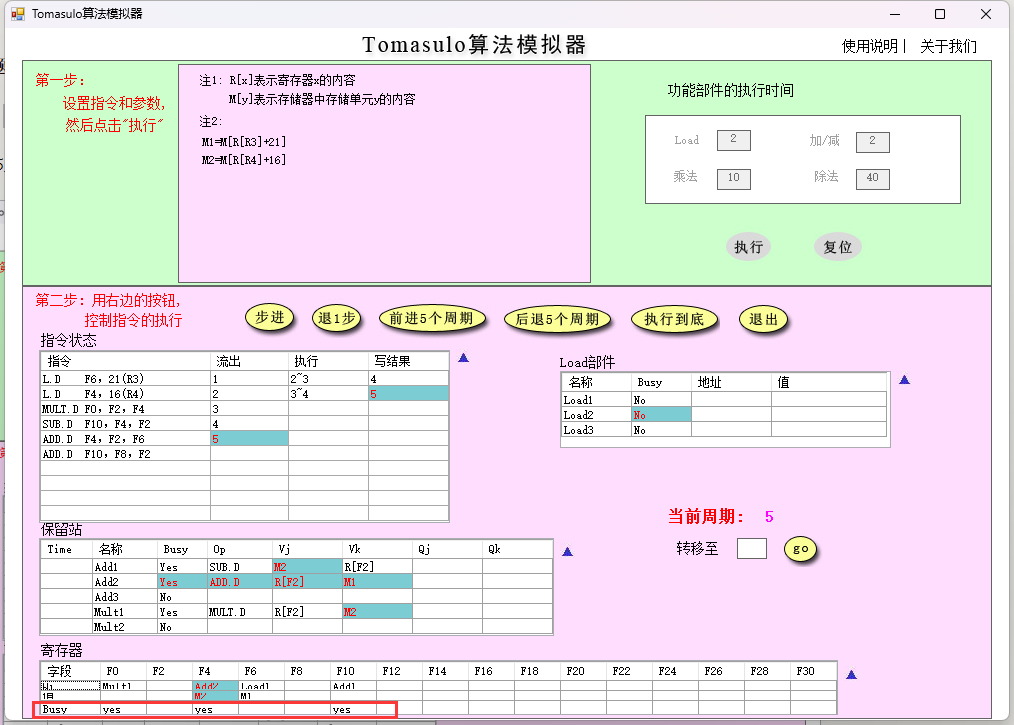 Tomasulo算法模拟器
Tomasulo算法模拟器
使用说明| 关于我们
第一步：
设置指令和参数，
然后点击"执行"
注1: R[x]表示寄存器x的内容
M[y]表示存储器中存储单元y的内容
注2:
M1=M[R[R3]+21]
M2=M[R[R4]+16]
功能部件的执行时间
Load 2 加/减 2
乘法 10 除法 40
执行 复位
第二步：用右边的按钮，
控制指令的执行
步进 退1步 前进5个周期 后退5个周期 执行到底 退出
指令状态
指令 流出 执行 写结果
L.D F6, 21(R3) 1 2~3 4
L.D F4, 16(R4) 2 3~4 5
MULT.D F0, F2, F4 3
SUB.D F10, F4, F2 4
ADD.D F4, F2, F6 5
ADD.D F10, F8, F2
Load部件
名称 Busy 地址 值
Load1 No
Load2 No
Load3 No
当前周期： 5
转移至 go
保留站
Time 名称 Busy Op Vj Vk Qj Qk
Add1 Yes SUB.D M2 R[F2]
Add2 Yes ADD.D R[F2] M1
Add3 No
Mult1 Yes MULT.D R[F2] M2
Mult2 No
寄存器
字段 F0 F2 F4 F6 F8 F10 F12 F14 F16 F18 F20 F22 F24 F26 F28 F30
Mult1 Add2 Load1 Add1
值 M2 M1
Busy yes yes yes